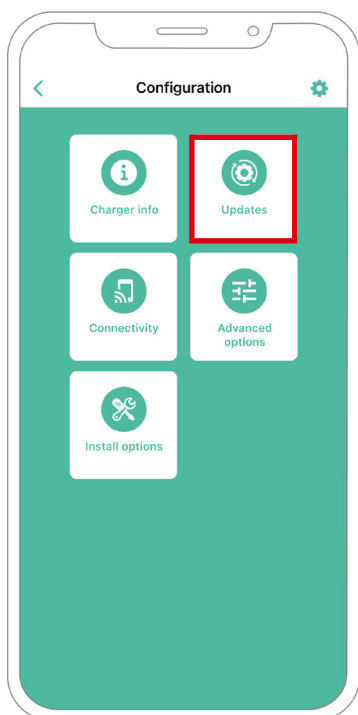 Configuration
Charger info
Updates
Connectivity
Advanced
options
Install options